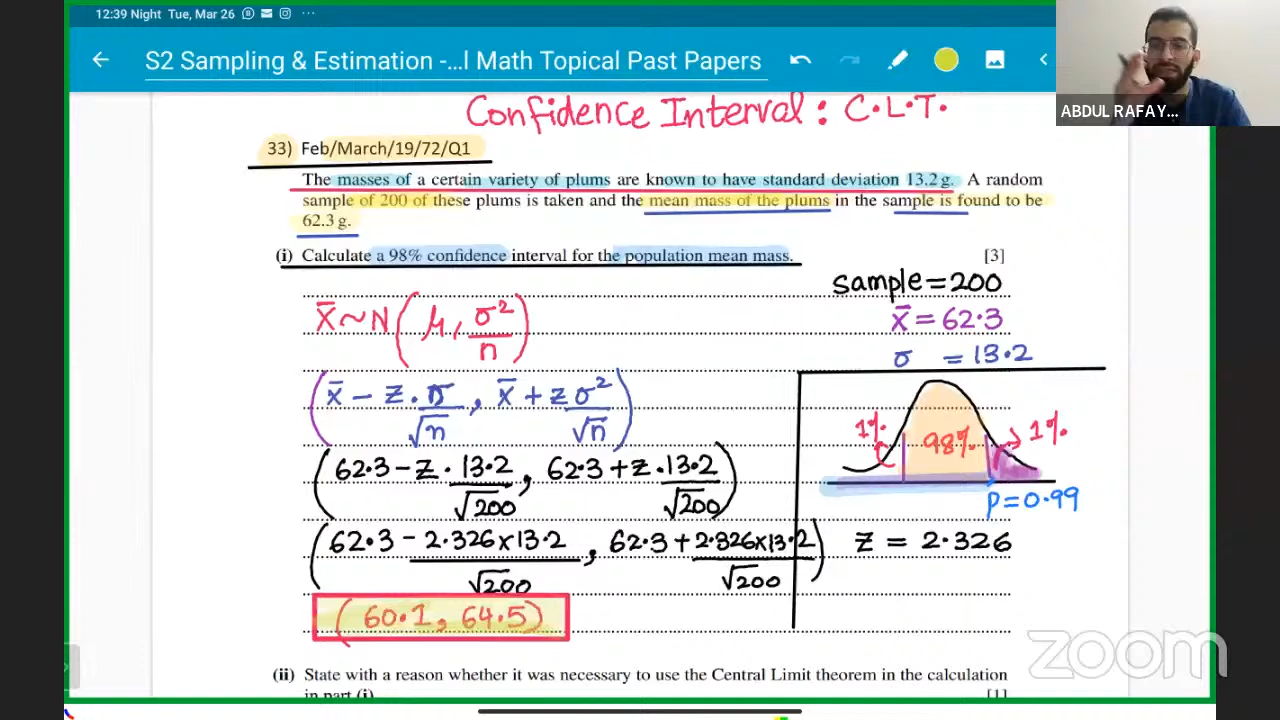 12:39 Night Tue, Mar 26
S2 Sampling & Estimation -...l Math Topical Past Papers
ABDUL RAFAY...
Confidence Interval : C.L.T.
33) Feb/March/19/72/Q1
The masses of a certain variety of plums are known to have standard deviation 13.2 g. A random
sample of 200 of these plums is taken and the mean mass of the plums in the sample is found to be
62.3 g.
(i) Calculate a 98% confidence interval for the population mean mass. [3]
sample = 200
x̄ = 62.3
σ = 13.2
X̄ ~ N(μ, σ²/n)
(x̄ - z.σ/√n, x̄ + zσ²/√n)
1% 98% 1%
(62.3 - z.13.2/√200, 62.3 + z.13.2/√200)
P = 0.99
(62.3 - 2.326×13.2/√200, 62.3 + 2.326×13.2/√200)
z = 2.326
(60.1, 64.5)
zoom
(ii) State with a reason whether it was necessary to use the Central Limit theorem in the calculation
in part (i). [1]